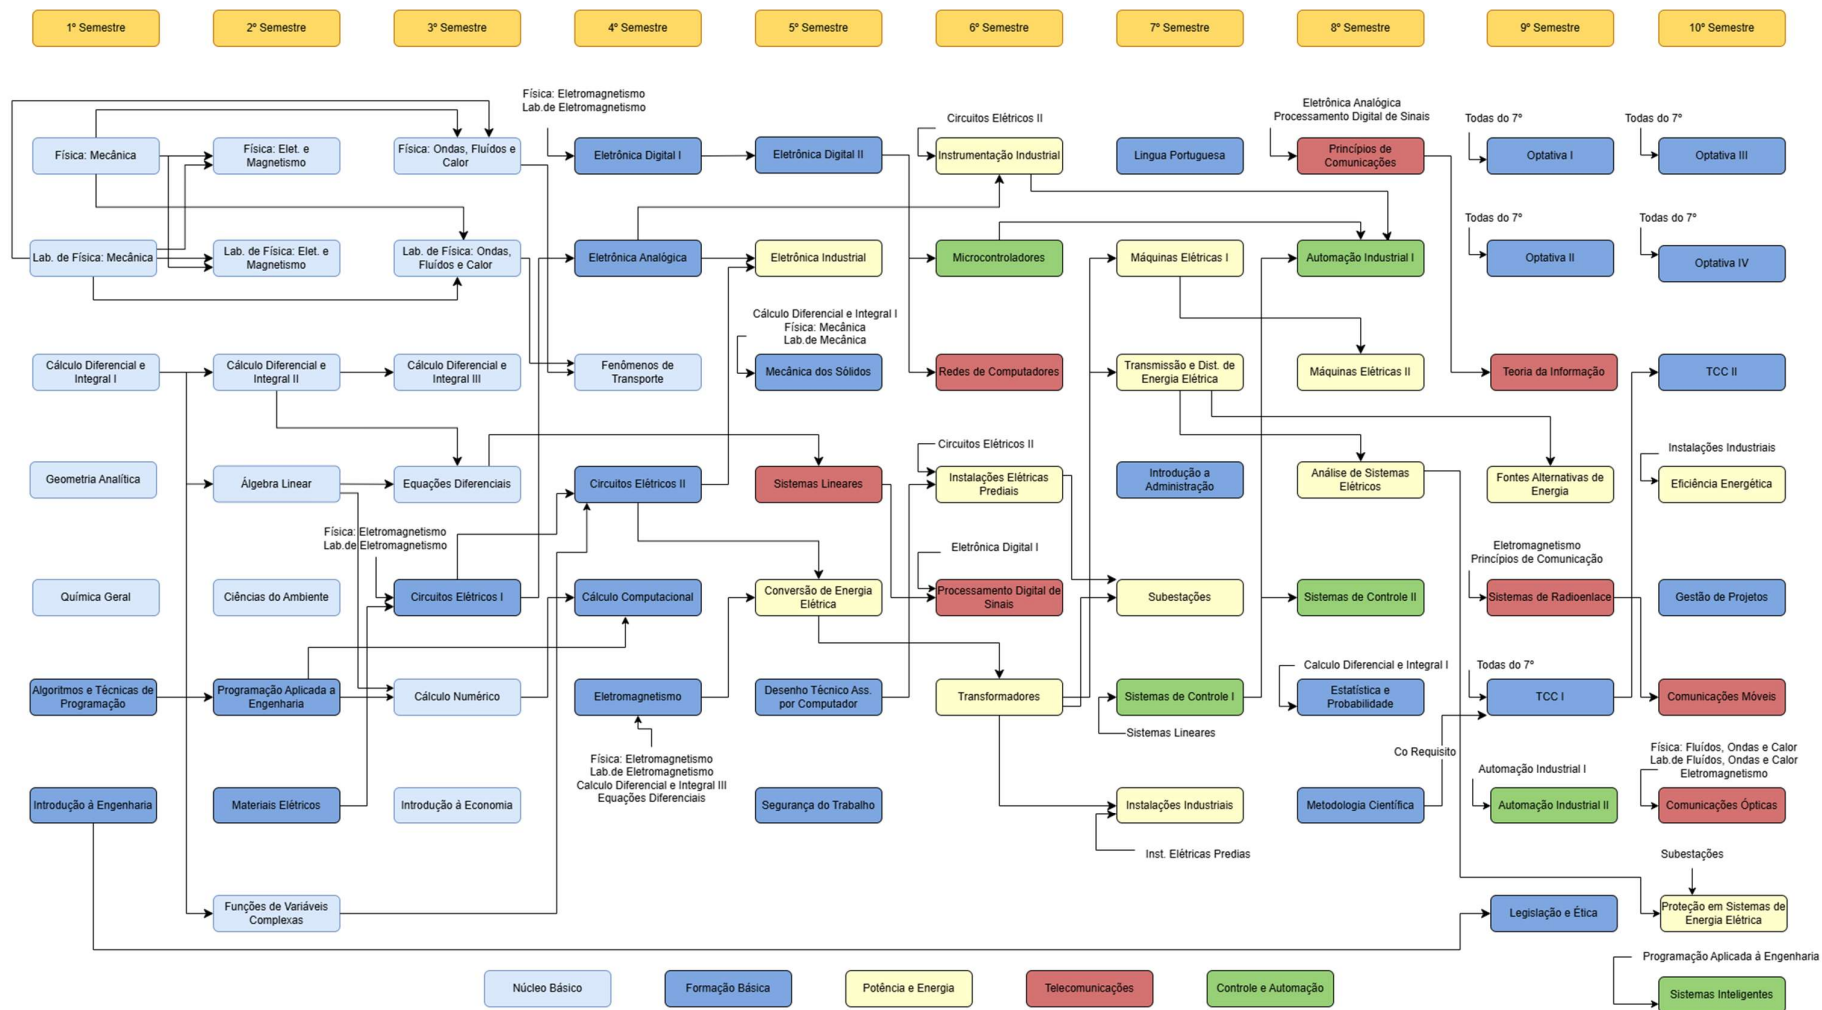 1º Semestre
2º Semestre
3º Semestre
4º Semestre
5º Semestre
6º Semestre
7º Semestre
8º Semestre
9º Semestre
10º Semestre
Física: Eletromagnetismo
Lab.de Eletromagnetismo
Circuitos Elétricos II
Eletrônica Analógica
Processamento Digital de Sinais
Todas do 7º
Todas do 7º
Física: Mecânica
Física: Elet. e
Magnetismo
Física: Ondas, Fluídos e
Calor
Eletrônica Digital I
Eletrônica Digital II
Instrumentação Industrial
Lingua Portuguesa
Princípios de
Comunicações
Optativa I
Optativa III
Todas do 7º
Todas do 7º
Lab. de Física: Mecânica
Lab. de Física: Elet. e
Magnetismo
Lab. de Física: Ondas,
Fluídos e Calor
Eletrônica Analógica
Eletrônica Industrial
Microcontroladores
Máquinas Elétricas I
Automação Industrial I
Optativa II
Optativa IV
Cálculo Diferencial e Integral I
Física: Mecânica
Lab.de Mecânica
Cálculo Diferencial e
Integral I
Cálculo Diferencial e
Integral II
Cálculo Diferencial e
Integral III
Fenômenos de
Transporte
Mecânica dos Sólidos
Redes de Computadores
Transmissão e Dist. de
Energia Elétrica
Máquinas Elétricas II
Teoria da Informação
TCC II
Circuitos Elétricos II
Instalações Industriais
Geometria Analítica
Álgebra Linear
Equações Diferenciais
Circuitos Elétricos II
Sistemas Lineares
Instalações Elétricas
Prediais
Introdução a
Administração
Análise de Sistemas
Elétricos
Fontes Alternativas de
Energia
Eficiência Energética
Física: Eletromagnetismo
Lab.de Eletromagnetismo
Eletrônica Digital I
Eletromagnetismo
Princípios de Comunicação
Química Geral
Ciências do Ambiente
Circuitos Elétricos I
Cálculo Computacional
Conversão de Energia
Elétrica
Processamento Digital de
Sinais
Subestações
Sistemas de Controle II
Sistemas de Radioenlace
Gestão de Projetos
Calculo Diferencial e Integral I
Todas do 7º
Algoritmos e Técnicas de
Programação
Programação Aplicada a
Engenharia
Cálculo Numérico
Eletromagnetismo
Desenho Técnico Ass.
por Computador
Transformadores
Sistemas de Controle I
Estatística e
Probabilidade
TCC I
Comunicações Móveis
Sistemas Lineares
Co Requisito
Física: Eletromagnetismo
Lab.de Eletromagnetismo
Calculo Diferencial e Integral III
Equações Diferenciais
Automação Industrial I
Física: Fluídos, Ondas e Calor
Lab.de Fluídos, Ondas e Calor
Eletromagnetismo
Introdução à Engenharia
Materiais Elétricos
Introdução à Economia
Segurança do Trabalho
Instalações Industriais
Metodologia Científica
Automação Industrial II
Comunicações Ópticas
Inst. Elétricas Predias
Subestações
Funções de Variáveis
Complexas
Legislação e Ética
Proteção em Sistemas de
Energia Elétrica
Programação Aplicada à Engenharia
Núcleo Básico
Formação Básica
Potência e Energia
Telecomunicações
Controle e Automação
Sistemas Inteligentes